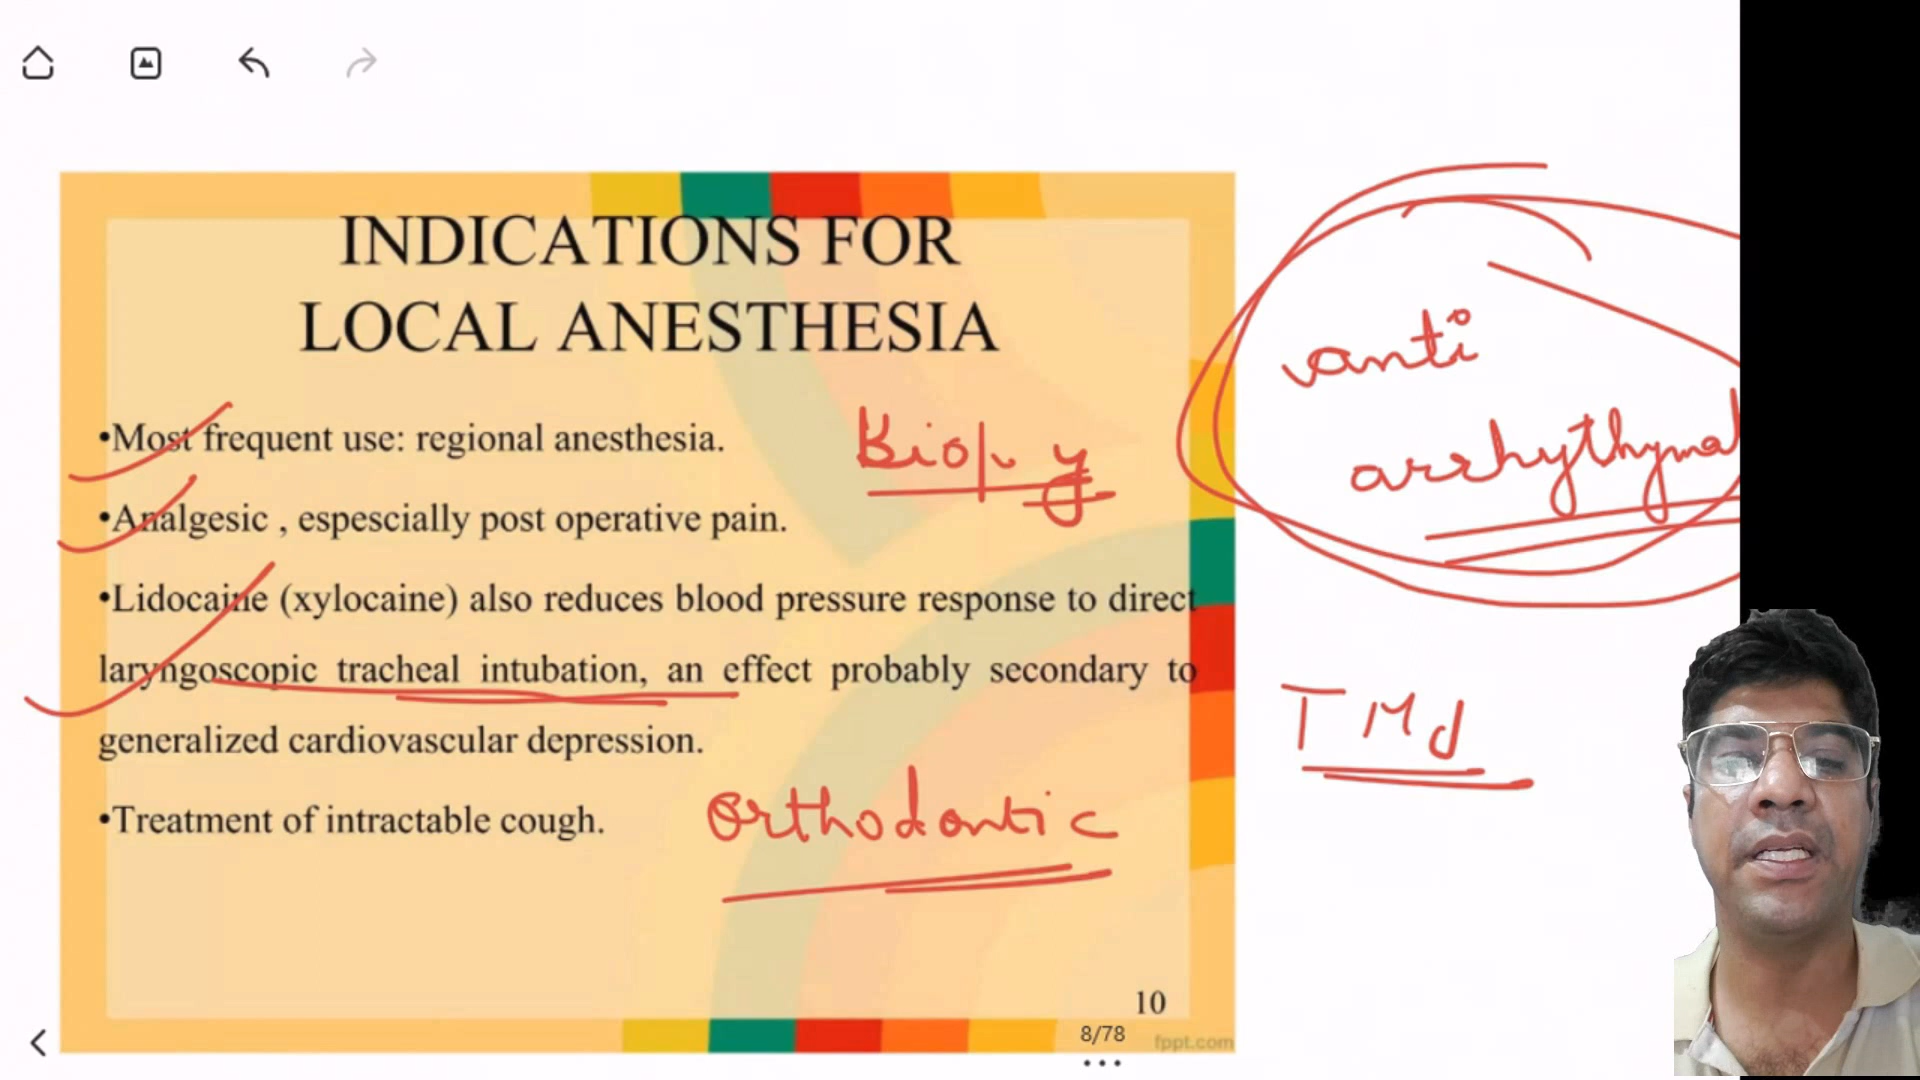 INDICATIONS FOR
LOCAL ANESTHESIA
•Most frequent use: regional anesthesia.
•Analgesic , espescially post operative pain.
•Lidocaine (xylocaine) also reduces blood pressure response to direct
laryngoscopic tracheal intubation, an effect probably secondary to
generalized cardiovascular depression.
•Treatment of intractable cough.
orthodontic
10
8/78
fppt.com
anti
TMd